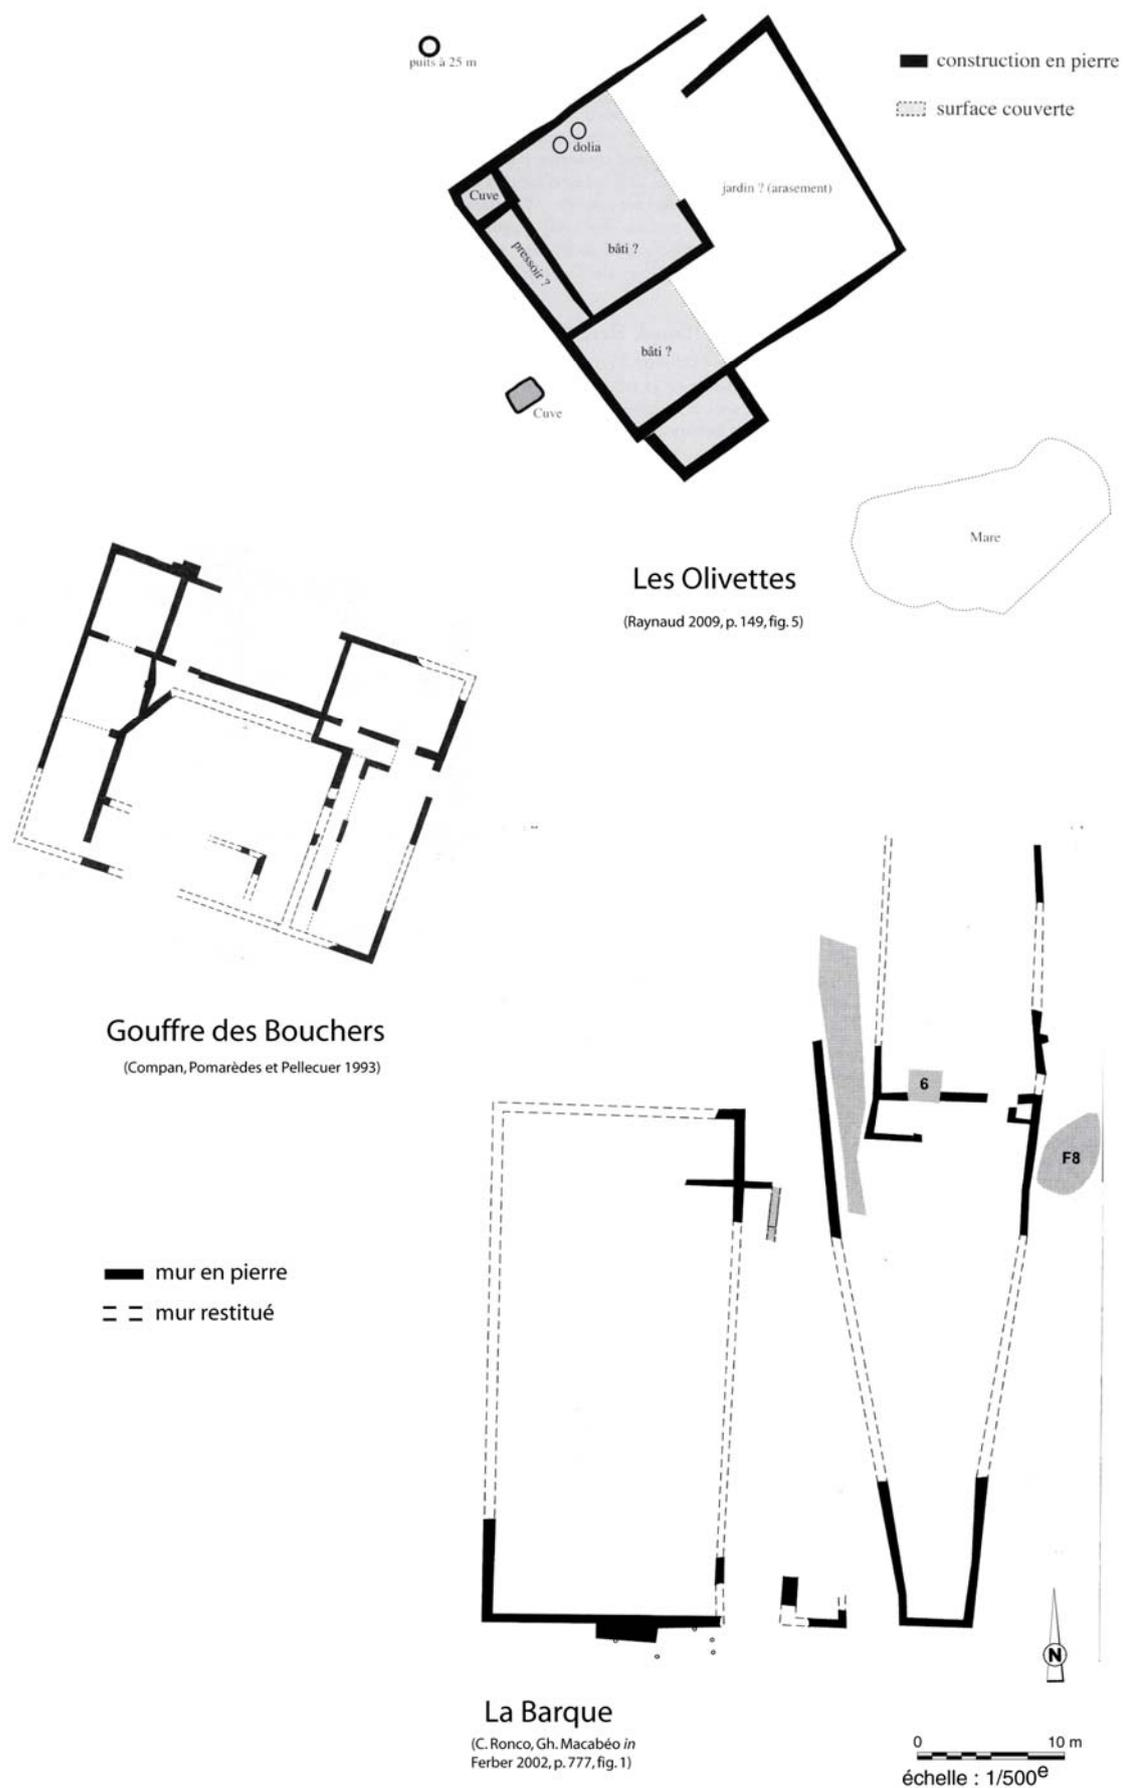 puits à 25 m
construction en pierre
surface couverte
dolia
Cuve
jardin ? (arasement)
pressoir ?
bâti ?
bâti ?
Cuve
Mare
Les Olivettes
(Raynaud 2009, p. 149, fig. 5)
Gouffre des Bouchers
(Compan, Pomarèdes et Pellecuer 1993)
6
F8
mur en pierre
mur restitué
N
La Barque
(C. Ronco, Gh. Macabéo in
Ferber 2002, p. 777, fig. 1)
0 10 m
échelle : 1/500e